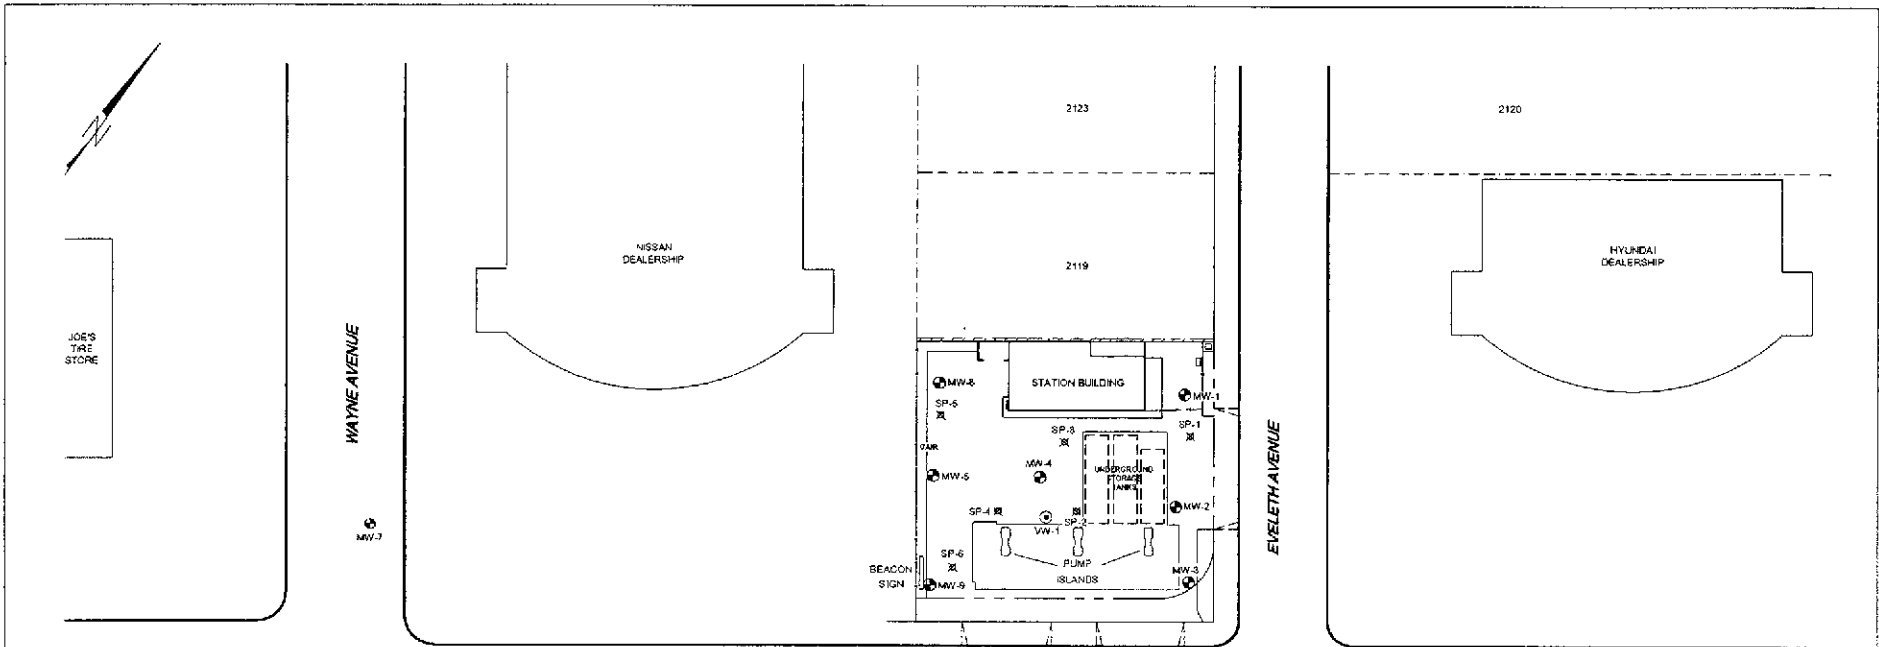 2123
2120
NISSAN
DEALERSHIP
2119
HYUNDAI
DEALERSHIP
JOE'S
TIRE
STORE
WAYNE AVENUE
STATION BUILDING
MW-8
MW-1
SP-5
SP-1
SP-3
MW-4
MW-5
UNDERGROUND
STORAGE
TANKS
EVELETH AVENUE
SP-4
VW-1
SP-2
MW-2
MW-7
SP-6
PUMP
ISLANDS
MW-3
BEACON
SIGN
MW-9
N